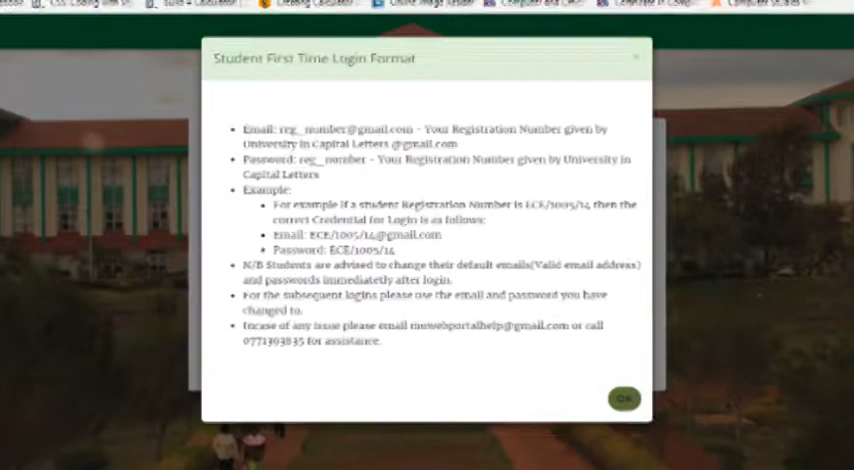 Student First Time Login Format
×
Email: reg_number@gmail.com - Your Registration Number given by
University in Capital Letters @gmail.com
Password: reg_number - Your Registration Number given by University in
Capital Letters
Example:
For example if a student Registration Number is ECE/1005/14 then the
correct Credential for Login is as follows:
Email: ECE/1005/14@gmail.com
Password: ECE/1005/14
N/B Students are advised to change their default emails(Valid email address)
and passwords immediatetly after login.
For the subsequent logins please use the email and password you have
changed to.
Incase of any issue please email muwebportalhelp@gmail.com or call
0771393835 for assistance.
OK